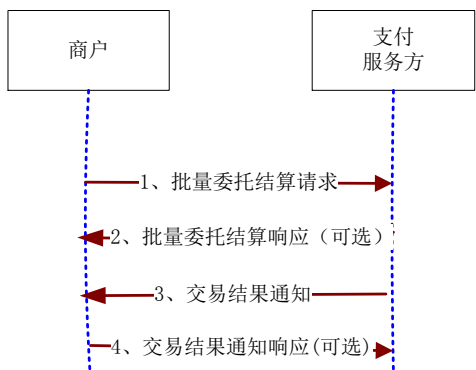 商户
支付
服务方
1、批量委托结算请求
2、批量委托结算响应（可选）
3、交易结果通知
4、交易结果通知响应(可选)